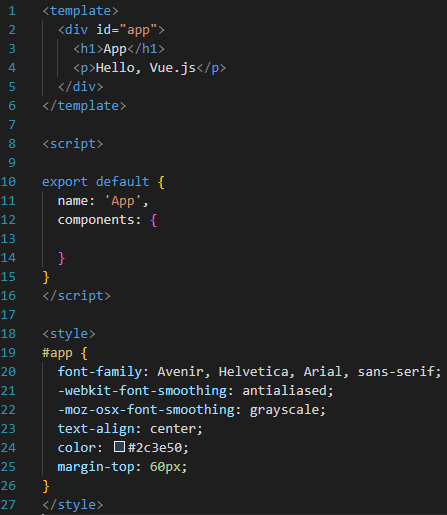 1 <template>
2   <div id="app">
3     <h1>App</h1>
4     <p>Hello, Vue.js</p>
5   </div>
6 </template>
7
8 <script>
9
10 export default {
11   name: 'App',
12   components: {
13
14   }
15 }
16 </script>
17
18 <style>
19 #app {
20   font-family: Avenir, Helvetica, Arial, sans-serif;
21   -webkit-font-smoothing: antialiased;
22   -moz-osx-font-smoothing: grayscale;
23   text-align: center;
24   color: #2c3e50;
25   margin-top: 60px;
26 }
27 </style>